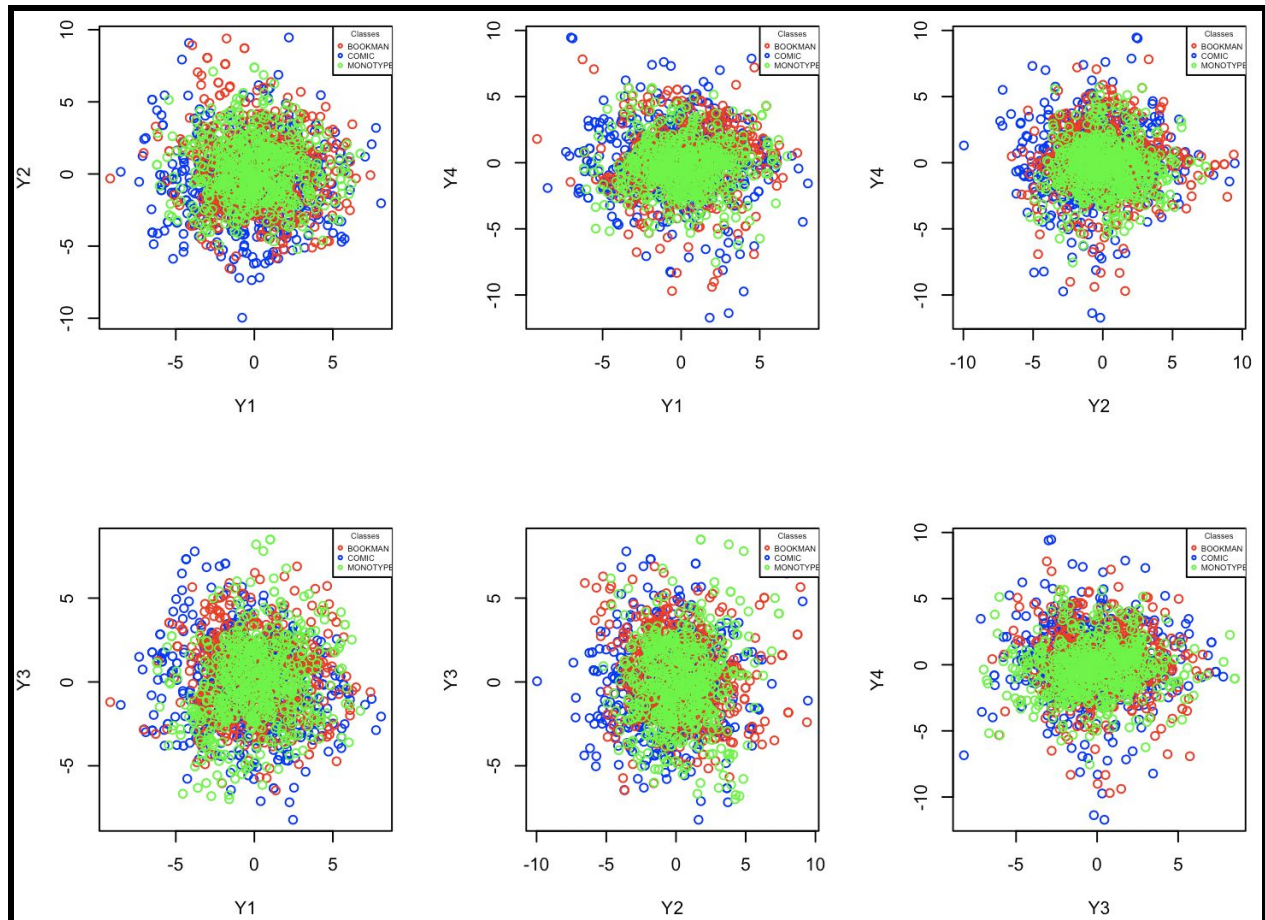 Classes
BOOKMAN
COMIC
MONOTYPE
10
5
0
-5
-10
Y2
-5
0
5
Y1
Classes
BOOKMAN
COMIC
MONOTYPE
10
5
0
-5
-10
Y4
-5
0
5
Y1
Classes
BOOKMAN
COMIC
MONOTYPE
10
5
0
-5
-10
Y4
-10
-5
0
5
10
Y2
Classes
BOOKMAN
COMIC
MONOTYPE
5
0
-5
Y3
-5
0
5
Y1
Classes
BOOKMAN
COMIC
MONOTYPE
5
0
-5
Y3
-10
-5
0
5
10
Y2
Classes
BOOKMAN
COMIC
MONOTYPE
10
5
0
-5
-10
Y4
-5
0
5
Y3